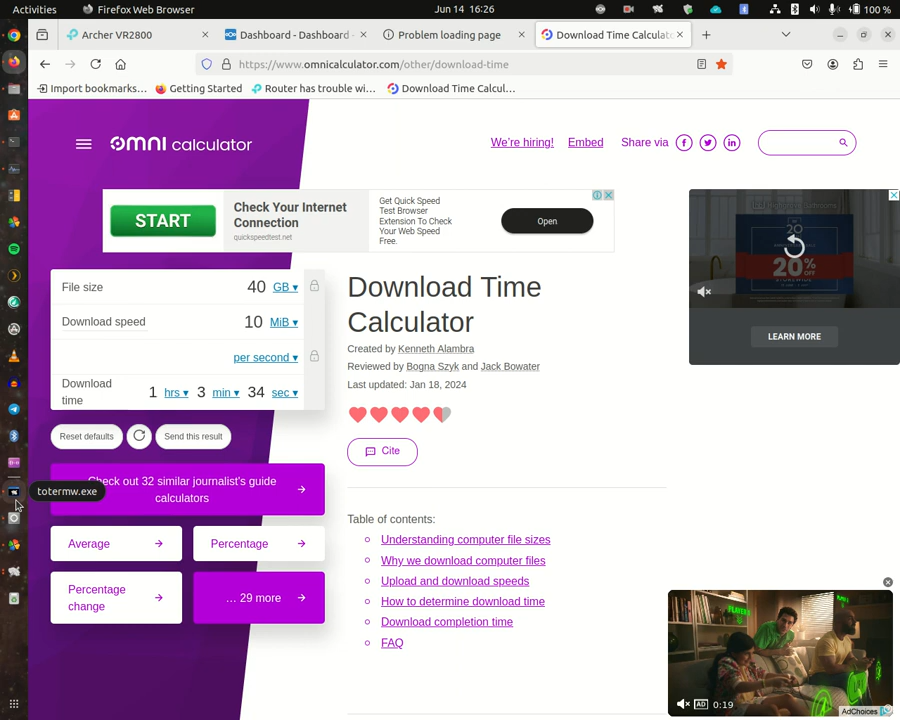 Activities
Firefox Web Browser
Jun 14 16:26
100 %
Archer VR2800
Dashboard - Dashboard -
Problem loading page
Download Time Calculat
https://www.omnicalculator.com/other/download-time
Import bookmarks...
Getting Started
Router has trouble wi...
Download Time Calcul...
OMNI calculator
We're hiring!
Embed
Share via
START
Check Your Internet
Connection
quickspeedtest.net
Get Quick Speed
Test Browser
Extension To Check
Your Web Speed
Free.
Open
20
20%
OFF
LEARN MORE
File size
40 GB
Download speed
10 MiB
per second
Download
time
1 hrs 3 min 34 sec
Reset defaults
Send this result
Check out 32 similar journalist's guide
calculators
totermw.exe
Average
Percentage
Percentage
change
... 29 more
Download Time
Calculator
Created by Kenneth Alambra
Reviewed by Bogna Szyk and Jack Bowater
Last updated: Jan 18, 2024
Cite
Table of contents:
Understanding computer file sizes
Why we download computer files
Upload and download speeds
How to determine download time
Download completion time
FAQ
AD 0:19
AdChoices